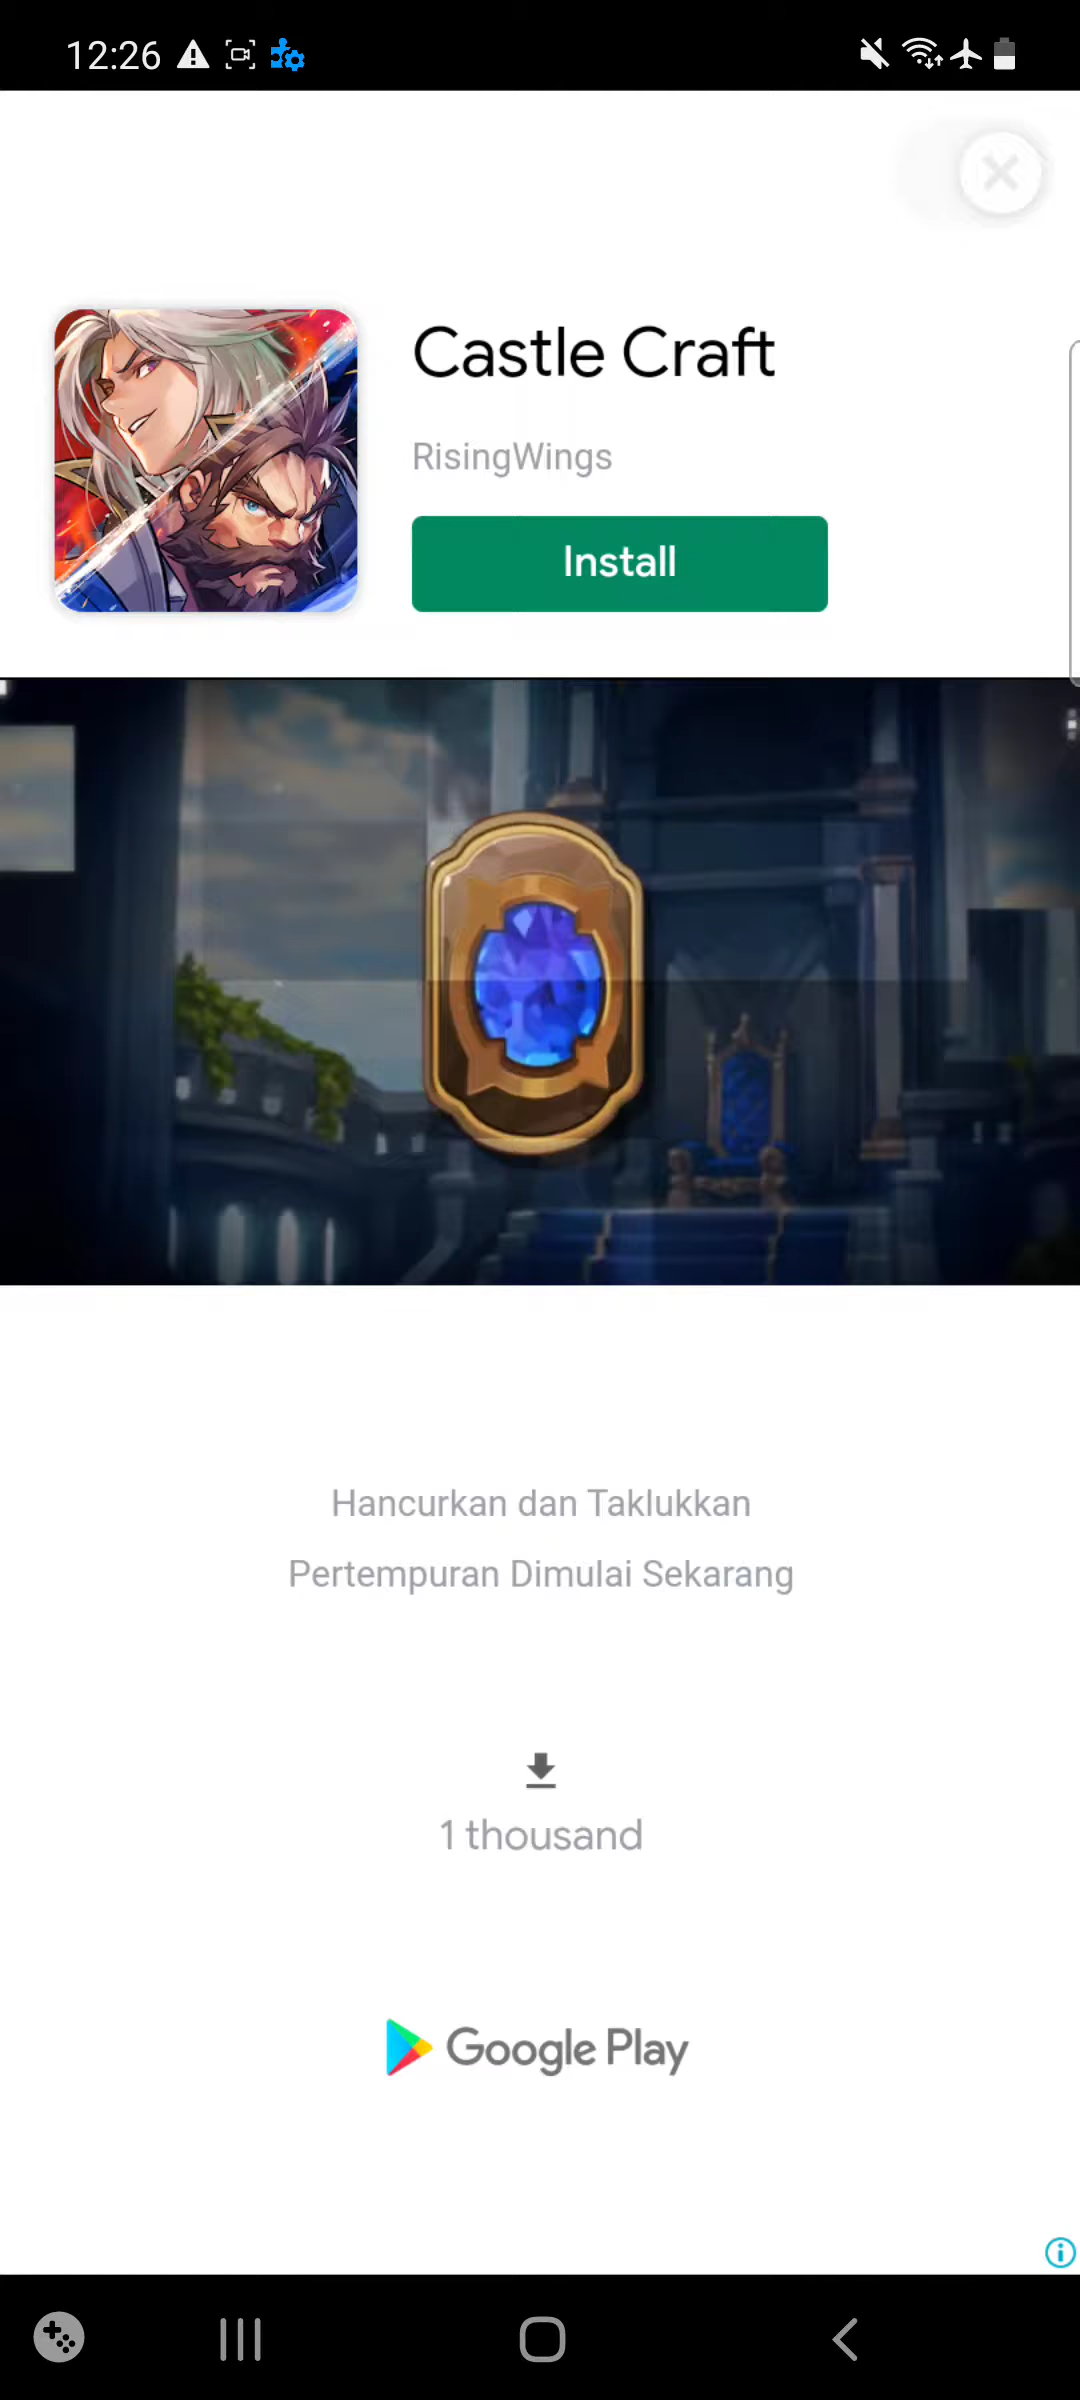 12:26
Castle Craft
RisingWings
Install
Hancurkan dan Taklukkan
Pertempuran Dimulai Sekarang
1 thousand
Google Play